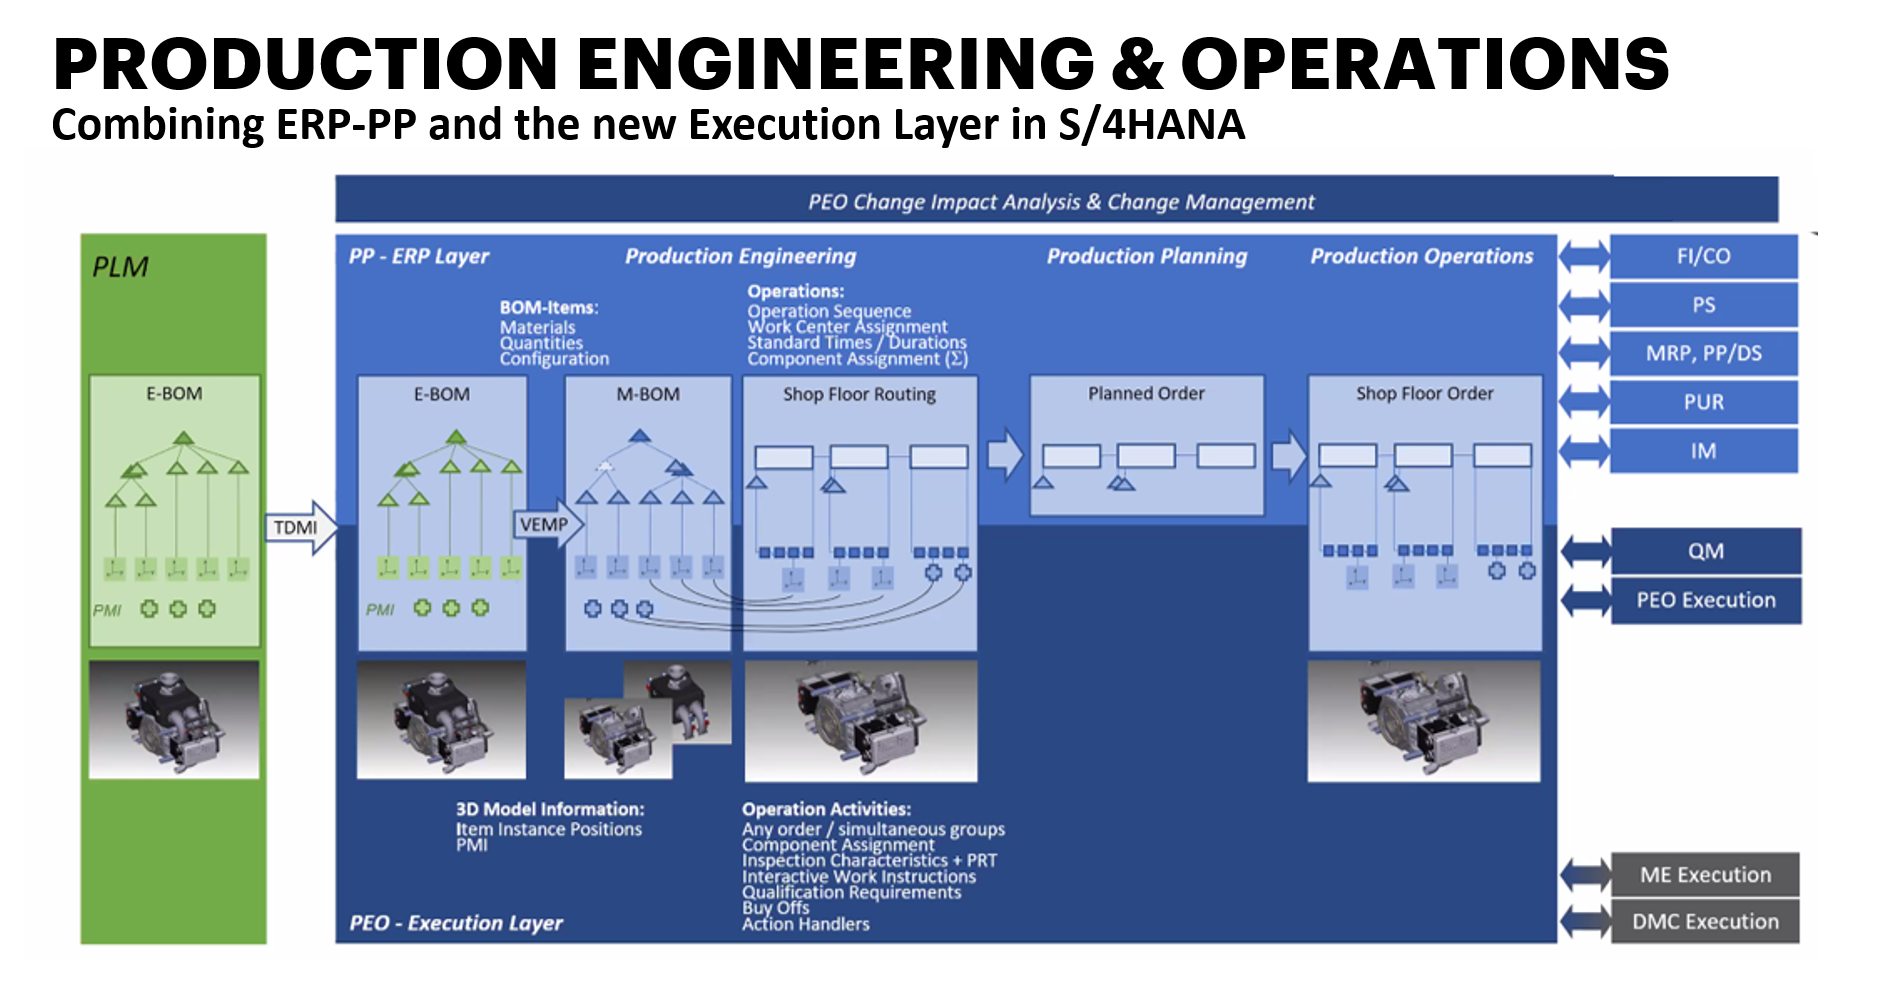 PRODUCTION ENGINEERING & OPERATIONS
Combining ERP-PP and the new Execution Layer in S/4HANA
PEO Change Impact Analysis & Change Management
PLM
PP - ERP Layer
Production Engineering
Production Planning
Production Operations
BOM-Items:
Materials
Quantities
Configuration
Operations:
Operation Sequence
Work Center Assignment
Standard Times / Durations
Component Assignment (Σ)
E-BOM
PMI
TDMI
E-BOM
PMI
VEMP
M-BOM
Shop Floor Routing
Planned Order
Shop Floor Order
3D Model Information:
Item Instance Positions
PMI
Operation Activities:
Any order / simultaneous groups
Component Assignment
Inspection Characteristics + PRT
Interactive Work Instructions
Qualification Requirements
Buy Offs
Action Handlers
PEO - Execution Layer
FI/CO
PS
MRP, PP/DS
PUR
IM
QM
PEO Execution
ME Execution
DMC Execution